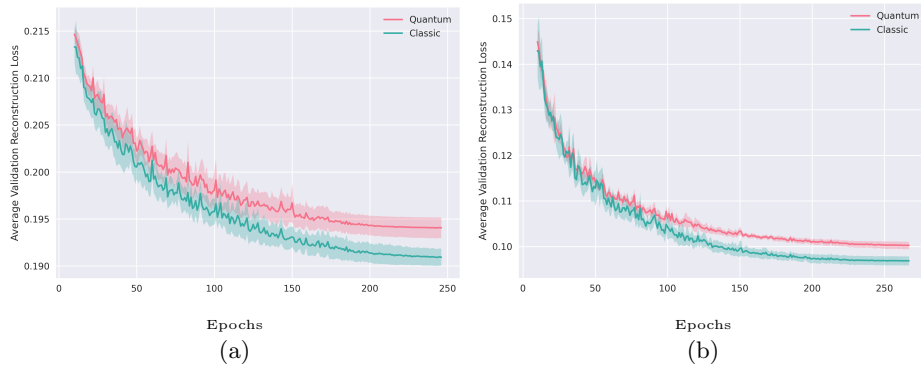 Average Validation Reconstruction Loss
0.215
0.210
0.205
0.200
0.195
0.190
Quantum
Classic
0 50 100 150 200 250
Epochs
(a)
Average Validation Reconstruction Loss
0.15
0.14
0.13
0.12
0.11
0.10
Quantum
Classic
0 50 100 150 200 250
Epochs
(b)